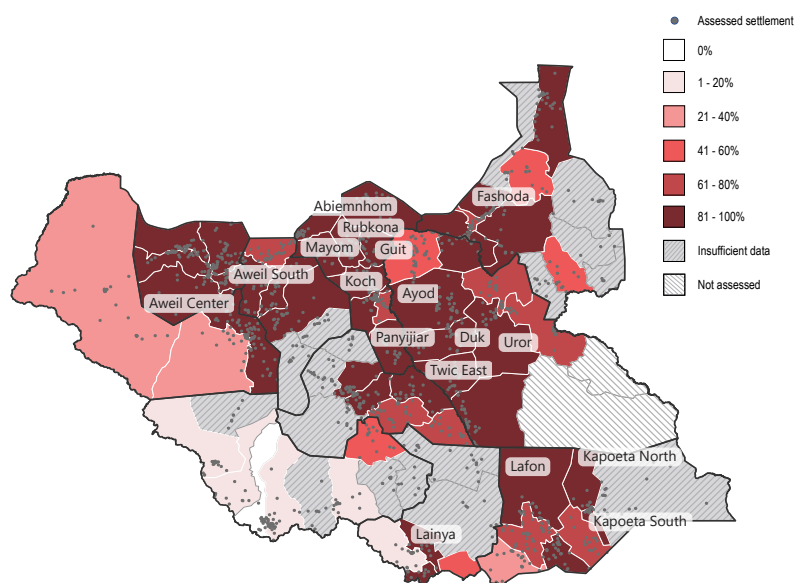 Assessed settlement
0%
1 - 20%
21 - 40%
41 - 60%
61 - 80%
81 - 100%
Insufficient data
Not assessed
Fashoda
Abiemnhom
Rubkona
Mayom
Guit
Aweil South
Koch
Ayod
Aweil Center
Panyijiar
Duk
Uror
Twic East
Kapoeta North
Lafon
Kapoeta South
Lainya